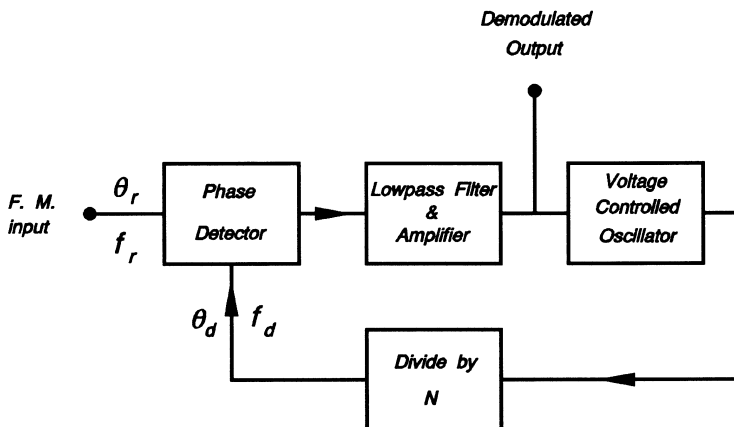 Demodulated
Output
F. M.
input
θr
fr
Phase
Detector
Lowpass Filter
&
Amplifier
Voltage
Controlled
Oscillator
θd fd
Divide by
N